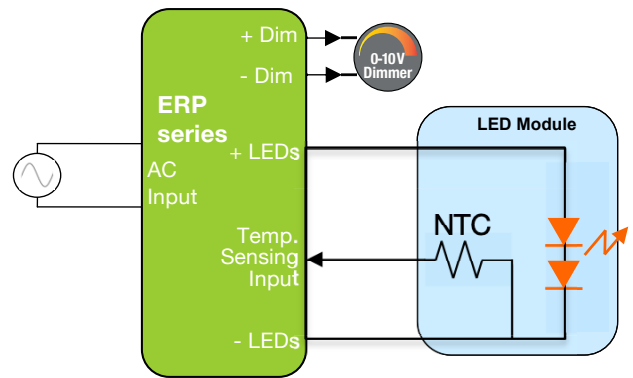 + Dim
- Dim
0-10V
Dimmer
ERP
series
+ LEDs
AC
Input
Temp.
Sensing
Input
- LEDs
LED Module
NTC